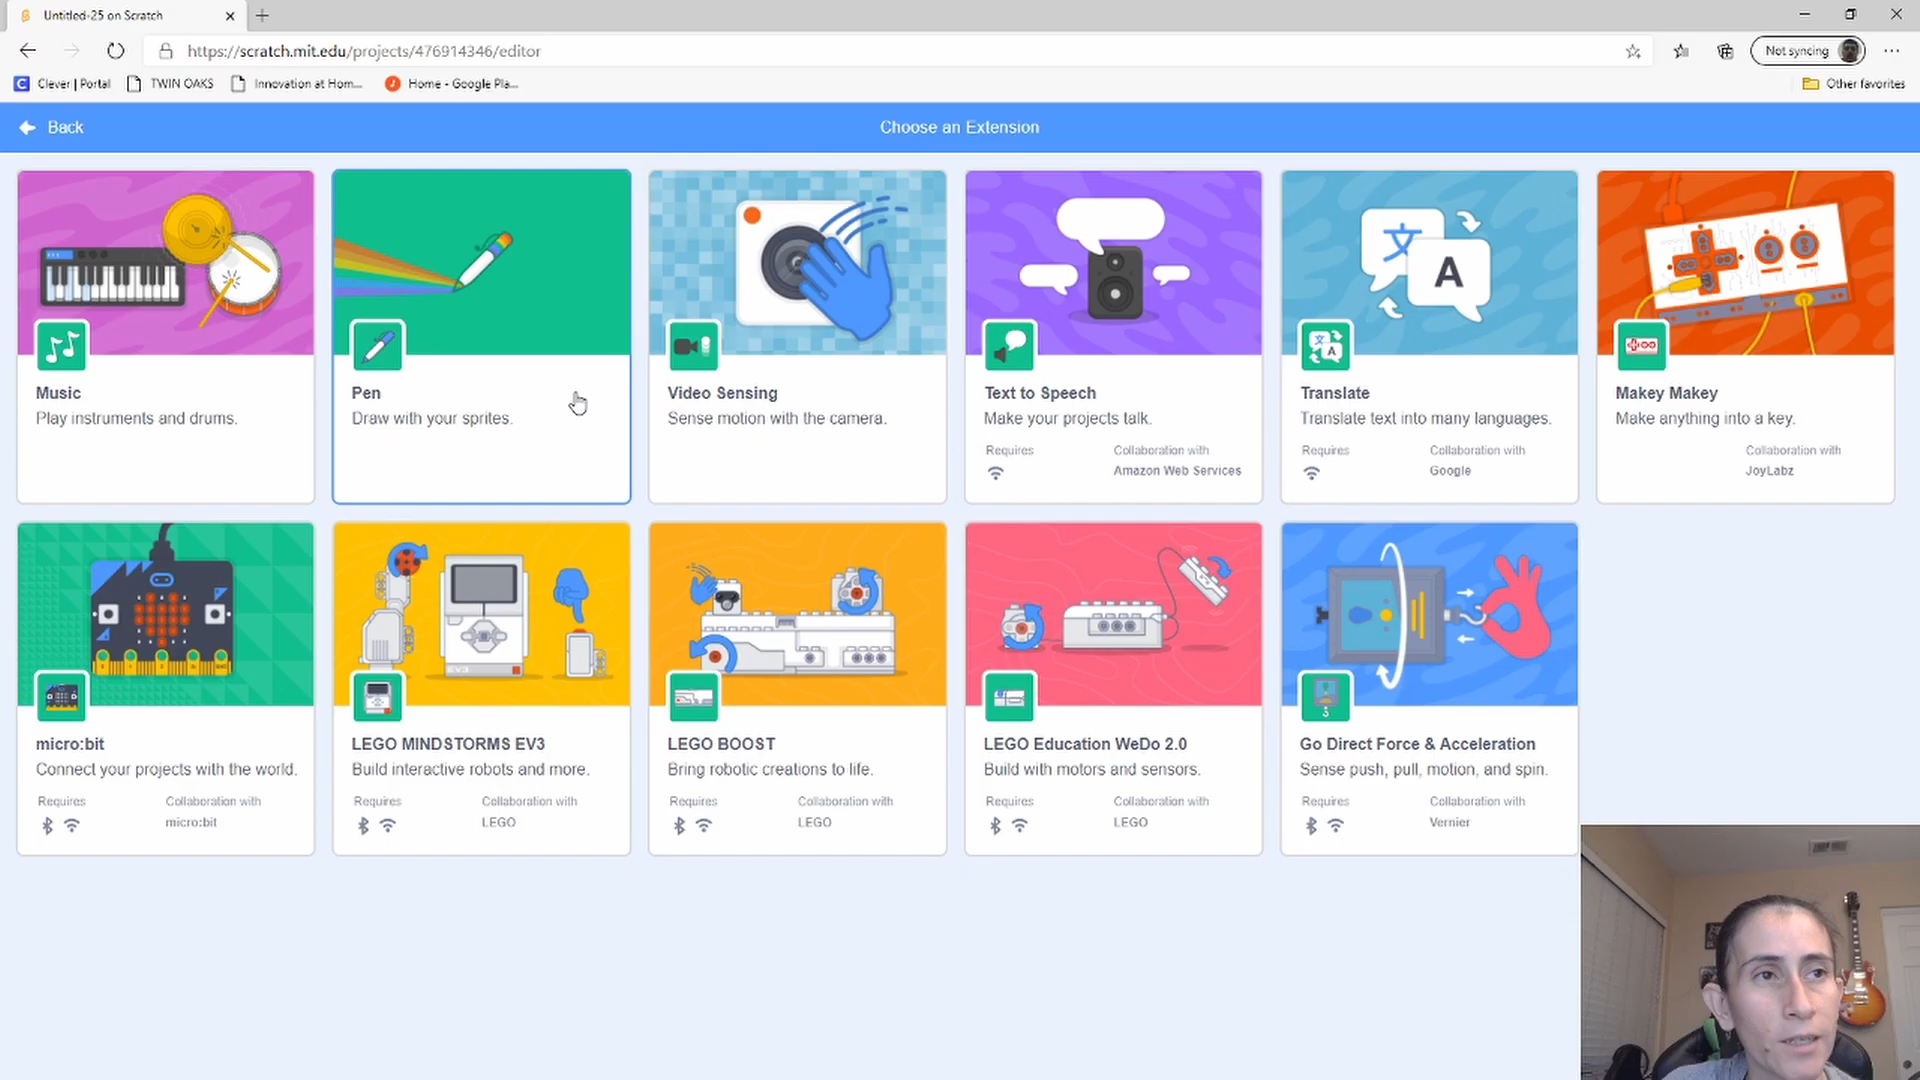 Untitled-25 on Scratch
https://scratch.mit.edu/projects/476914346/editor
Not syncing
Clever | Portal
TWIN OAKS
Innovation at Hom...
Home - Google Pla...
Other favorites
Back
Choose an Extension
Music
Play instruments and drums.
Pen
Draw with your sprites.
Video Sensing
Sense motion with the camera.
A
Text to Speech
Make your projects talk.
Requires
Collaboration with
Amazon Web Services
文
A
Translate
Translate text into many languages.
Requires
Collaboration with
Google
Makey Makey
Make anything into a key.
Collaboration with
JoyLabz
micro:bit
Connect your projects with the world.
Requires
Collaboration with
micro:bit
EV3
LEGO MINDSTORMS EV3
Build interactive robots and more.
Requires
Collaboration with
LEGO
LEGO BOOST
Bring robotic creations to life.
Requires
Collaboration with
LEGO
LEGO Education WeDo 2.0
Build with motors and sensors.
Requires
Collaboration with
LEGO
Go Direct Force & Acceleration
Sense push, pull, motion, and spin.
Requires
Collaboration with
Vernier